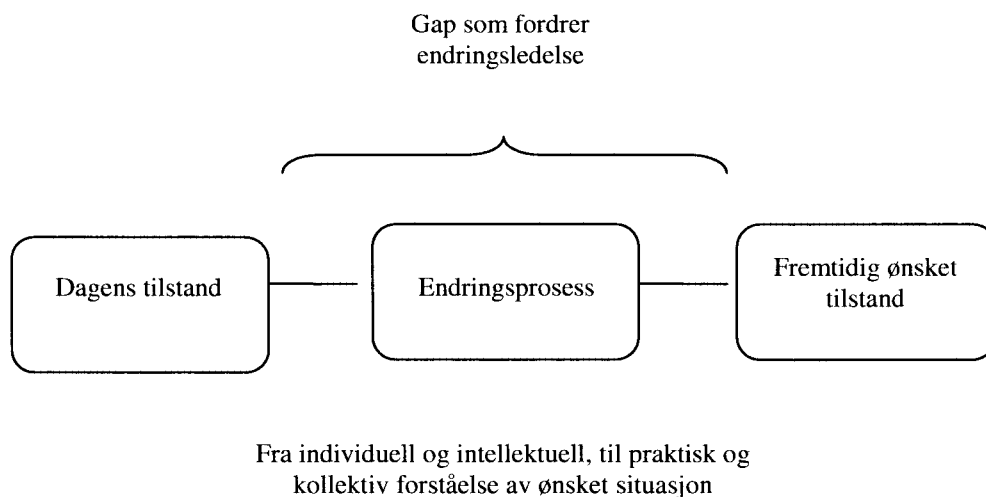 Gap som fordrer
endringsledelse
Dagens tilstand
Endringsprosess
Fremtidig ønsket
tilstand
Fra individuell og intellektuell, til praktisk og
kollektiv forståelse av ønsket situasjon